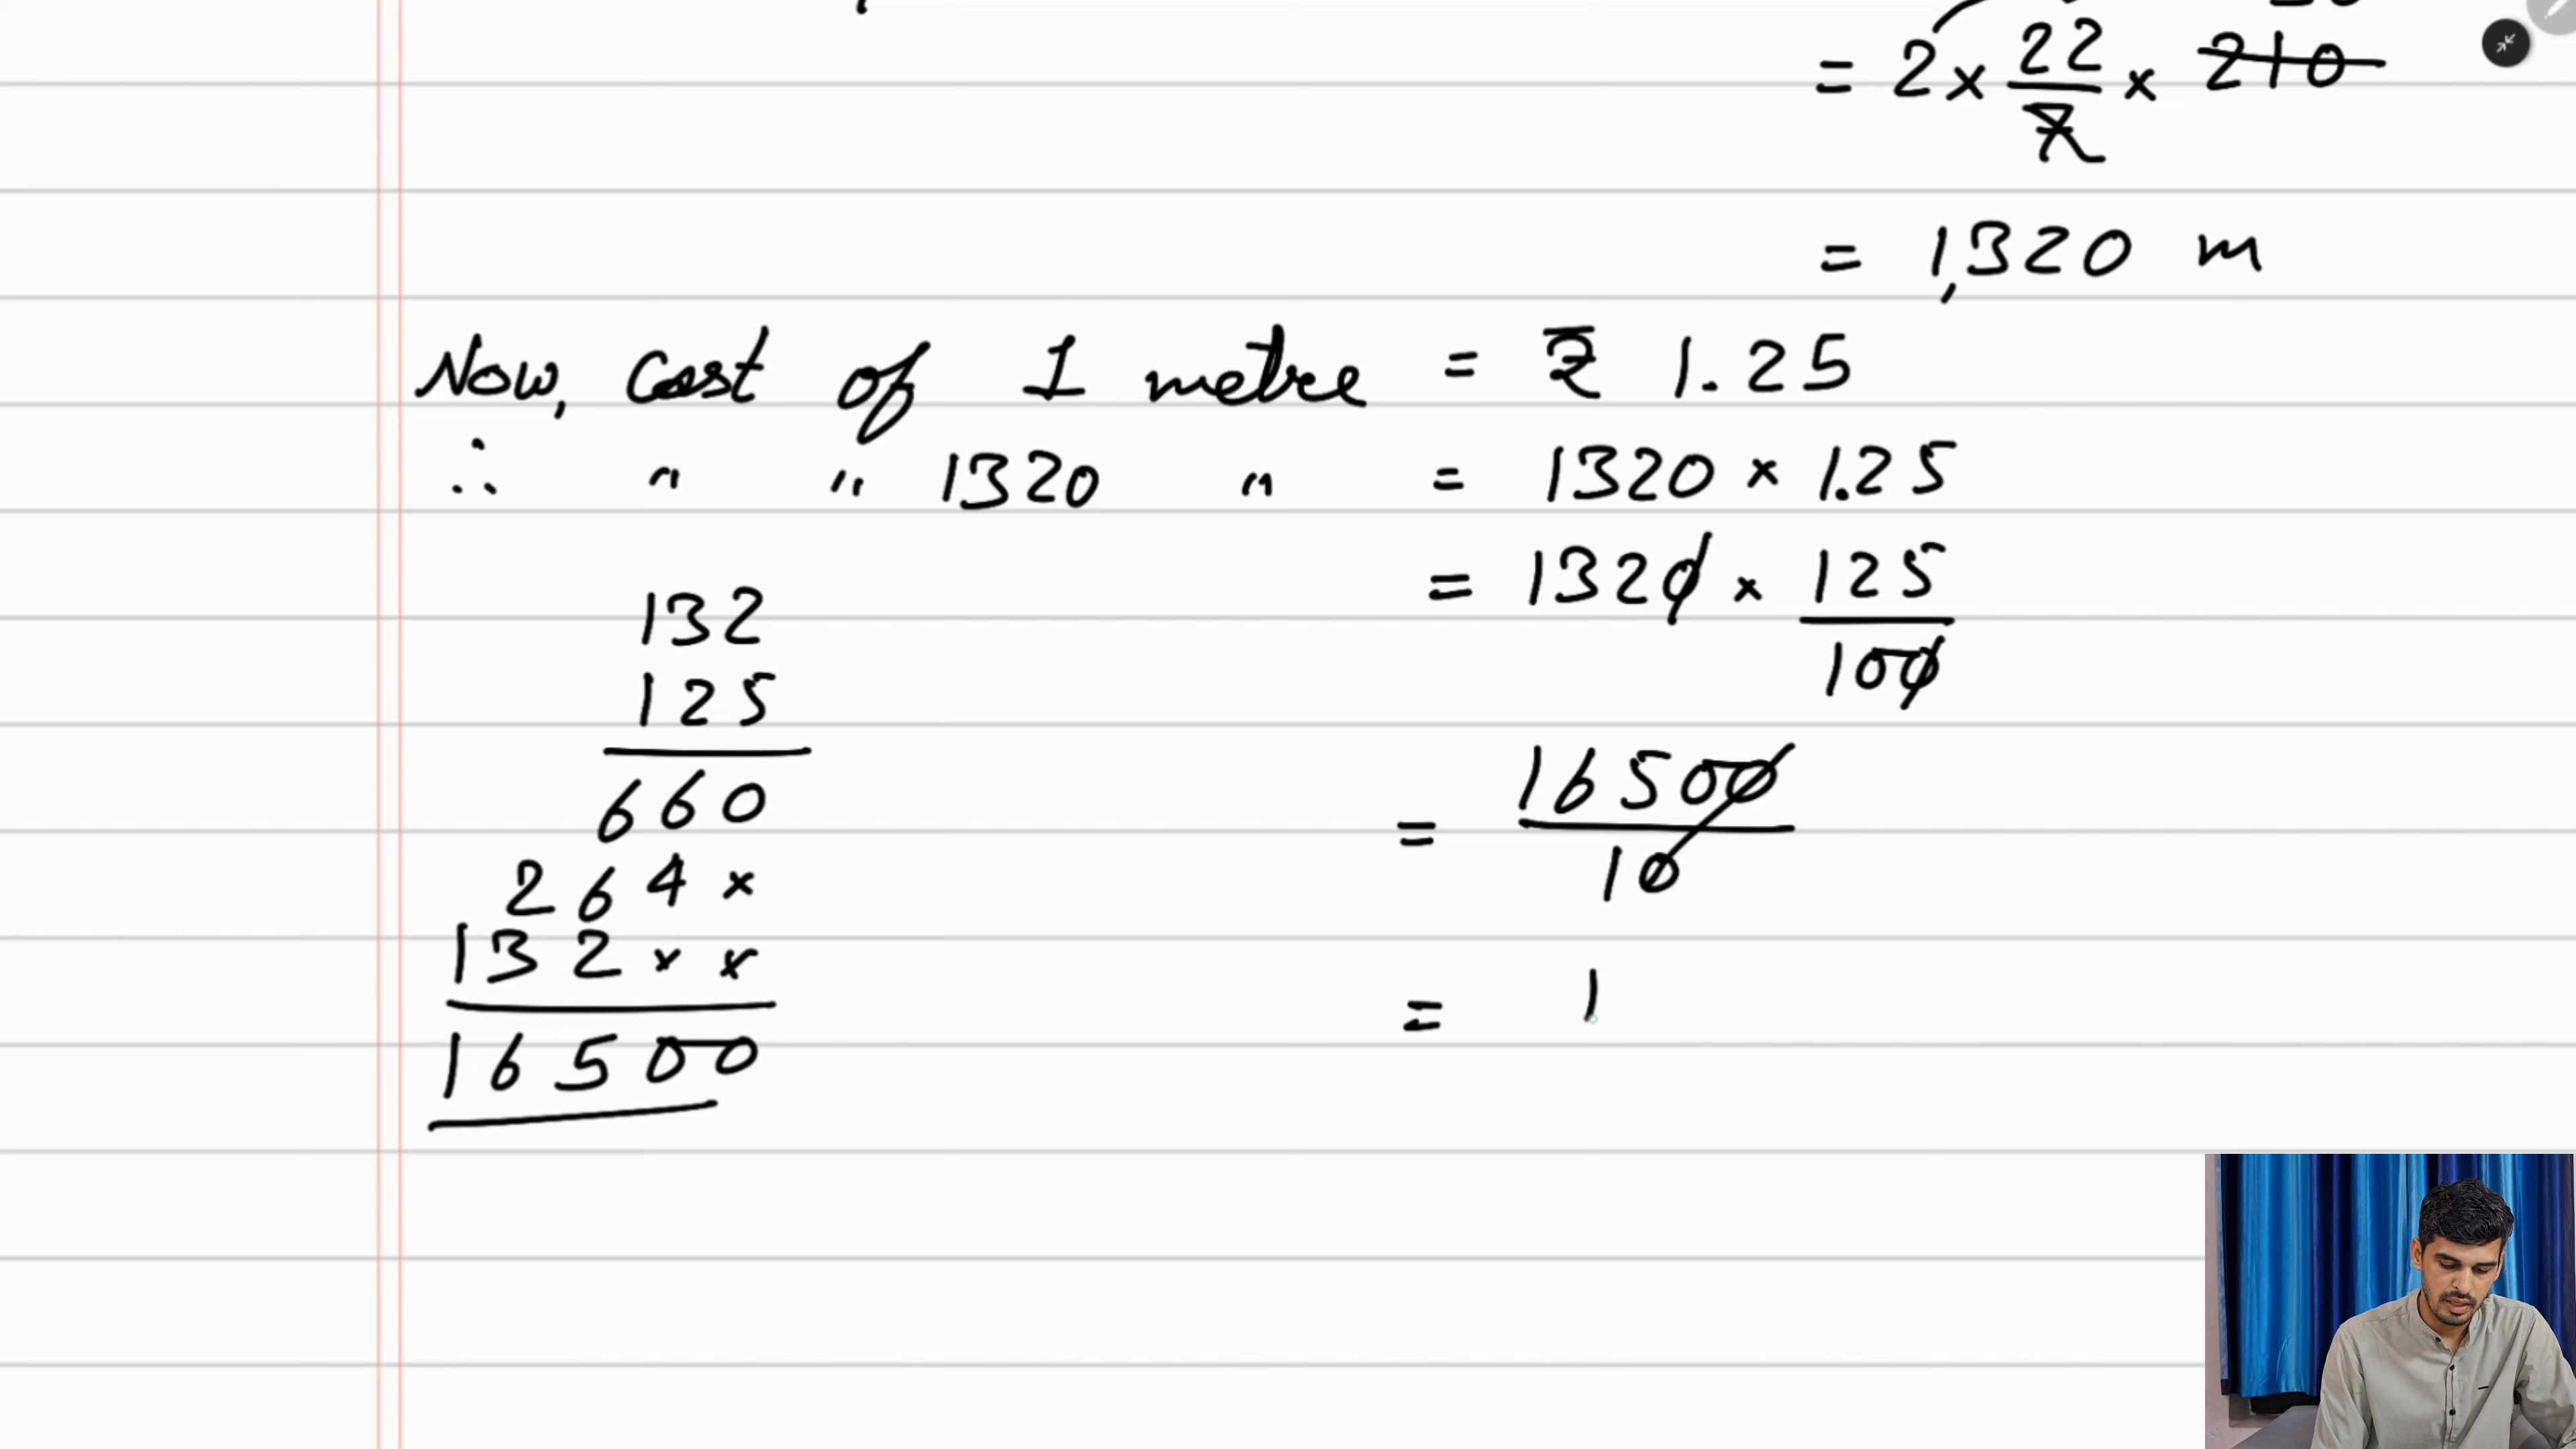 = 2 × 22/7 × 210
= 1,320 m
Now, Cost of 1 metre = ₹ 1.25
∴ " " 1320 " = 1320 × 1.25
= 1320 × 125/100
132
125
660
264×
132××
16500
= 16500/10
= 1